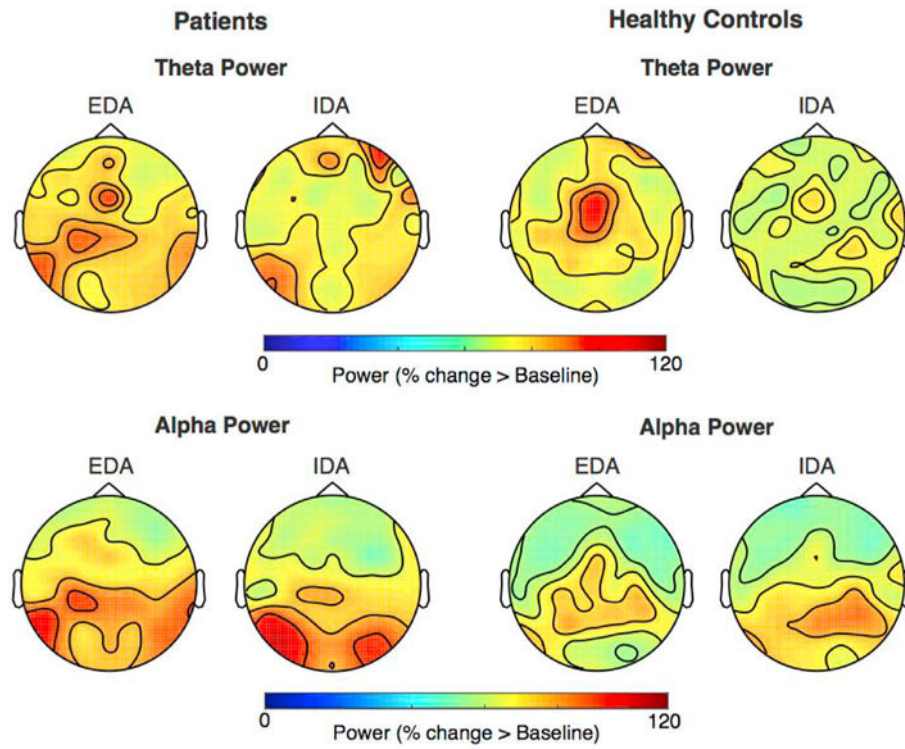 Patients Healthy Controls
Theta Power Theta Power
EDA IDA EDA IDA
0 120
Power (% change > Baseline)
Alpha Power Alpha Power
EDA IDA EDA IDA
0 120
Power (% change > Baseline)